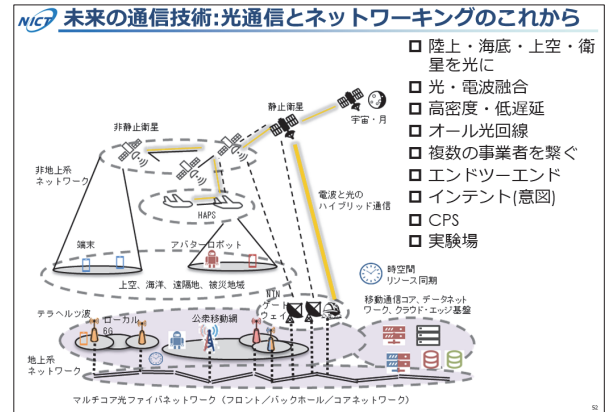 NICT 未来の通信技術:光通信とネットワーキングのこれから
陸上・海底・上空・衛
星を光に
光・電波融合
高密度・低遅延
オール光回線
複数の事業者を繋ぐ
エンドツーエンド
インテント(意図)
CPS
実験場
静止衛星
宇宙・月
非静止衛星
非地上系
ネットワーク
HAPS
電波と光の
ハイブリッド通信
端末
アバターロボット
上空、海洋、遠隔地、被災地域
時空間
リソース同期
NTN
ゲート
ウェイ
移動通信コア、データネット
ワーク、クラウド・エッジ基盤
テラヘルツ波
ローカル
6G
公衆移動網
地上系
ネットワーク
マルチコア光ファイバネットワーク（フロント／バックホール／コアネットワーク）
52